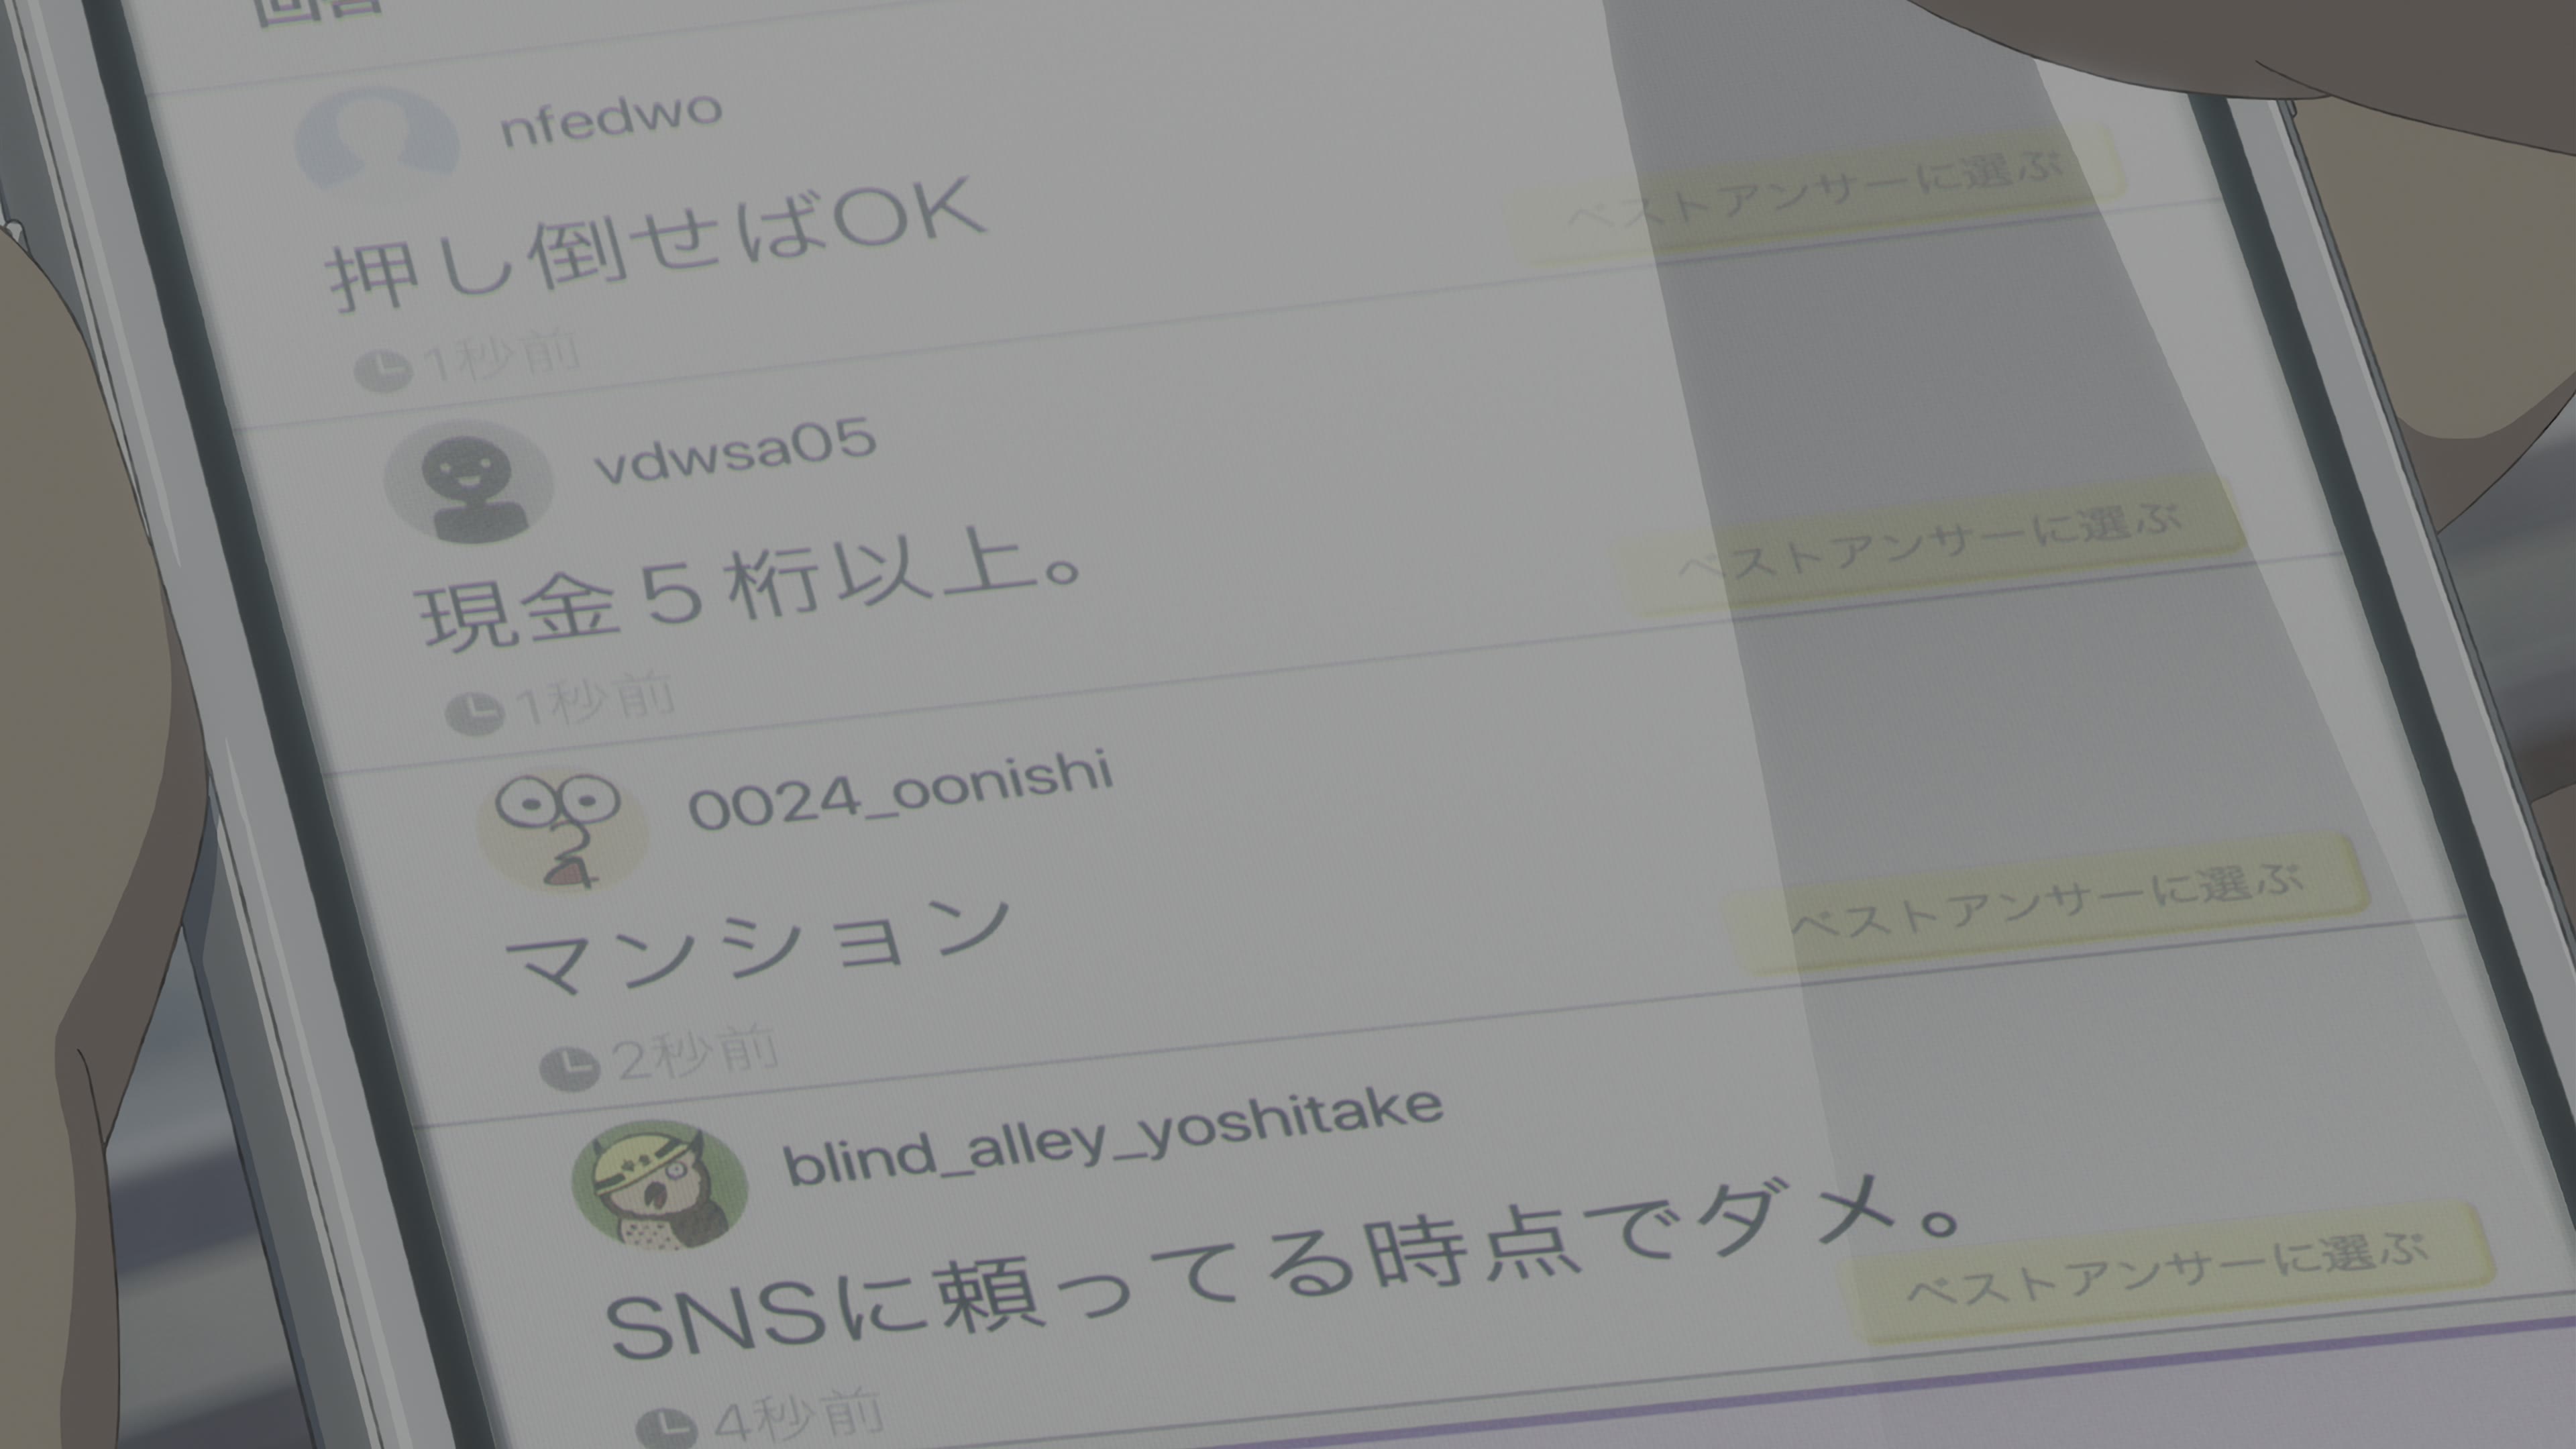 回答
nfedwo
押し倒せばOK
ベストアンサーに選ぶ
1秒前
vdwsa05
現金5桁以上。
ベストアンサーに選ぶ
1秒前
0024_oonishi
マンション
ベストアンサーに選ぶ
2秒前
blind_alley_yoshitake
SNSに頼ってる時点でダメ。
ベストアンサーに選ぶ
4秒前